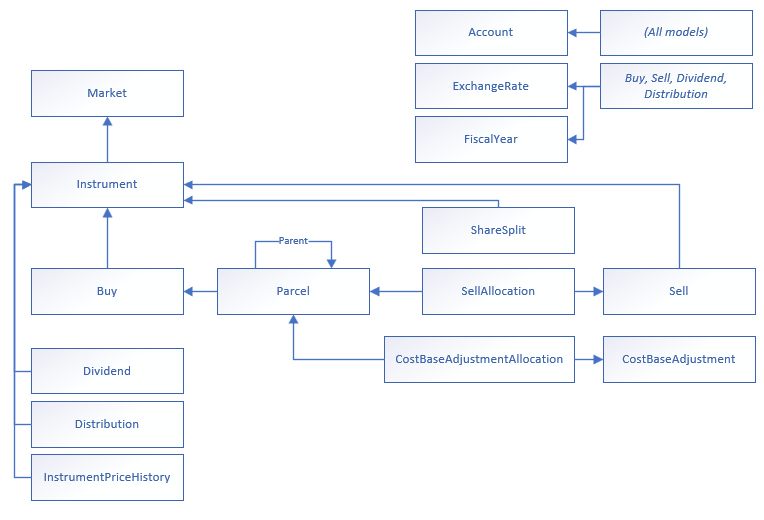 Account
(All models)
ExchangeRate
Buy, Sell, Dividend,
Distribution
Market
FiscalYear
Instrument
ShareSplit
Parent
Buy
Parcel
SellAllocation
Sell
CostBaseAdjustmentAllocation
CostBaseAdjustment
Dividend
Distribution
InstrumentPriceHistory